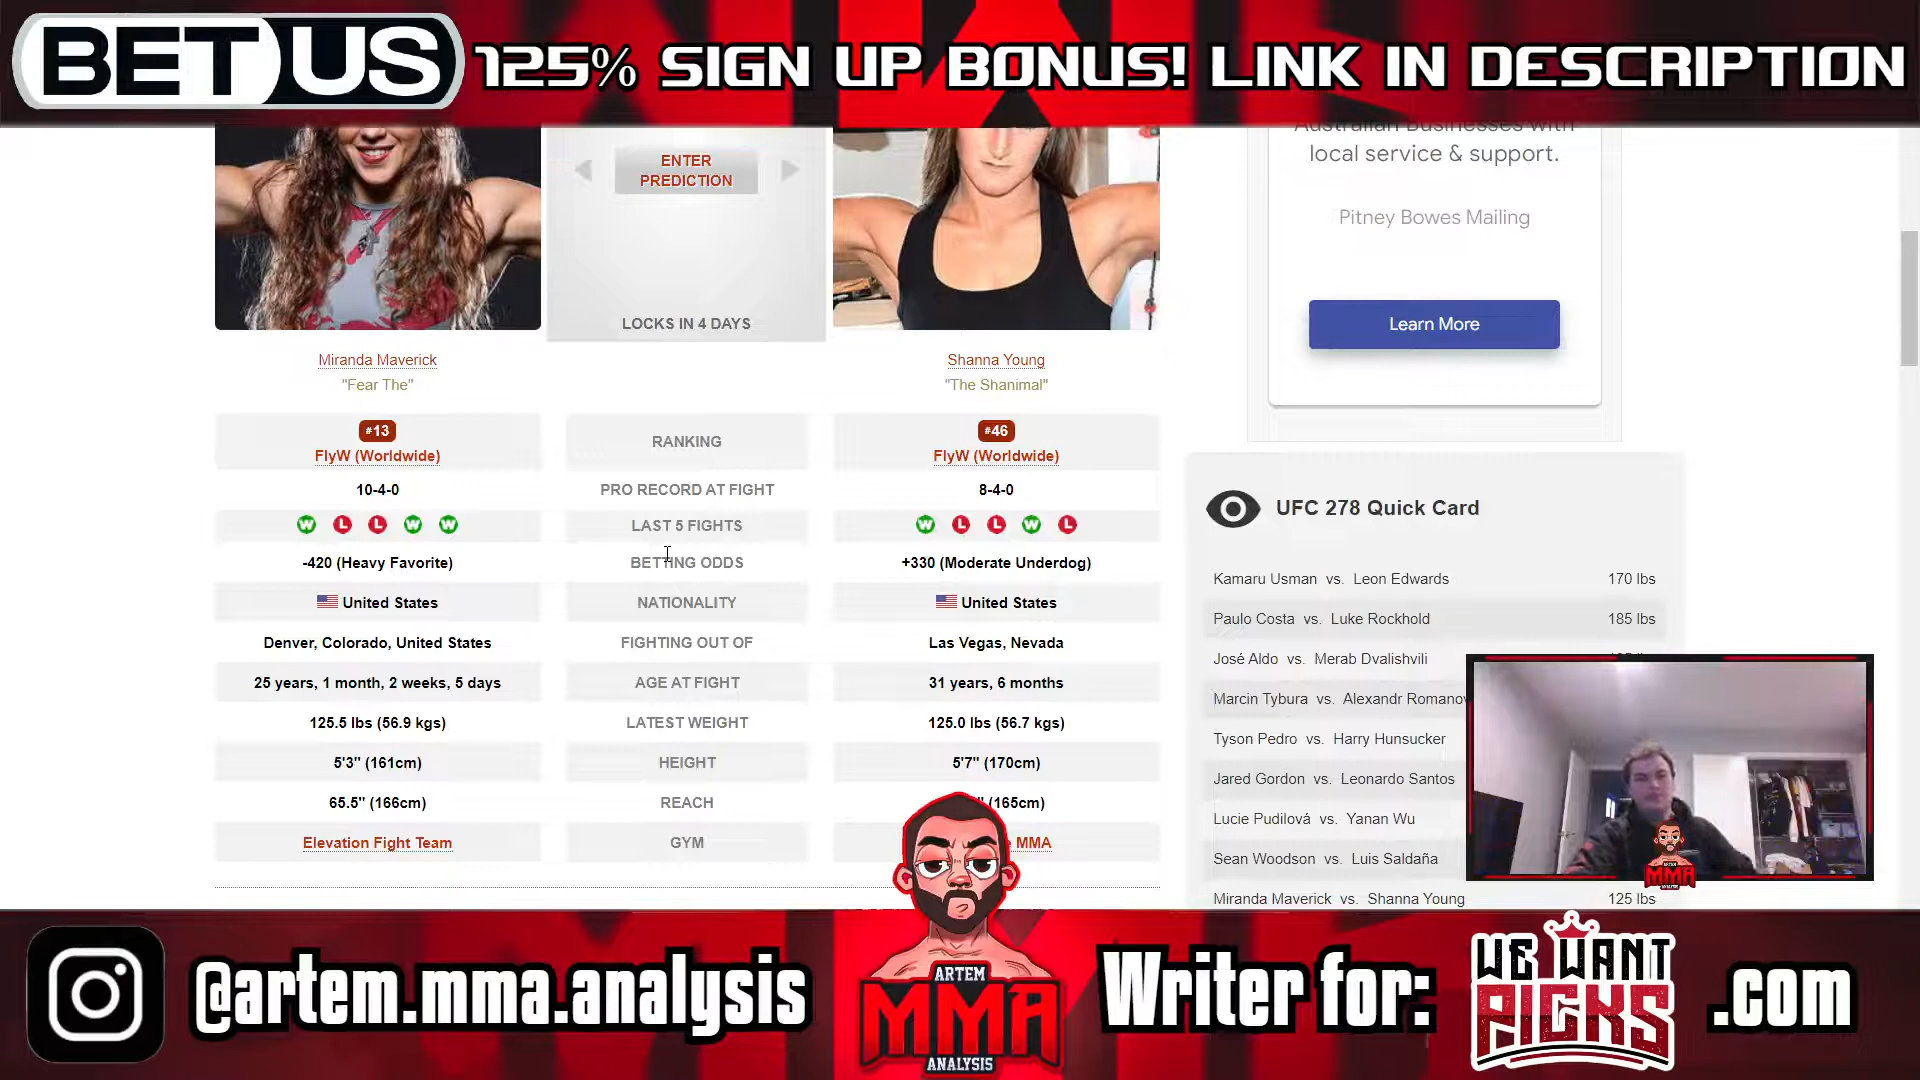 BETUS 125% SIGN UP BONUS! LINK IN DESCRIPTION
Australian Businesses with
local service & support.
Pitney Bowes Mailing
Learn More
ENTER
PREDICTION
LOCKS IN 4 DAYS
Miranda Maverick
"Fear The"
Shanna Young
"The Shanimal"
#13
FlyW (Worldwide)
RANKING
#46
FlyW (Worldwide)
10-4-0 PRO RECORD AT FIGHT 8-4-0
W L L W W LAST 5 FIGHTS W L L W L
-420 (Heavy Favorite) BETTING ODDS +330 (Moderate Underdog)
United States NATIONALITY United States
Denver, Colorado, United States FIGHTING OUT OF Las Vegas, Nevada
25 years, 1 month, 2 weeks, 5 days AGE AT FIGHT 31 years, 6 months
125.5 lbs (56.9 kgs) LATEST WEIGHT 125.0 lbs (56.7 kgs)
5'3" (161cm) HEIGHT 5'7" (170cm)
65.5" (166cm) REACH (165cm)
Elevation Fight Team GYM MMA
UFC 278 Quick Card
Kamaru Usman vs. Leon Edwards 170 lbs
Paulo Costa vs. Luke Rockhold 185 lbs
José Aldo vs. Merab Dvalishvili
Marcin Tybura vs. Alexandr Romanov
Tyson Pedro vs. Harry Hunsucker
Jared Gordon vs. Leonardo Santos
Lucie Pudilová vs. Yanan Wu
Sean Woodson vs. Luis Saldaña
Miranda Maverick vs. Shanna Young 125 lbs
MMA
@artem.mma.analysis
ARTEM
MMA
ANALYSIS
Writer for:
WE WANT
PICKS
.com